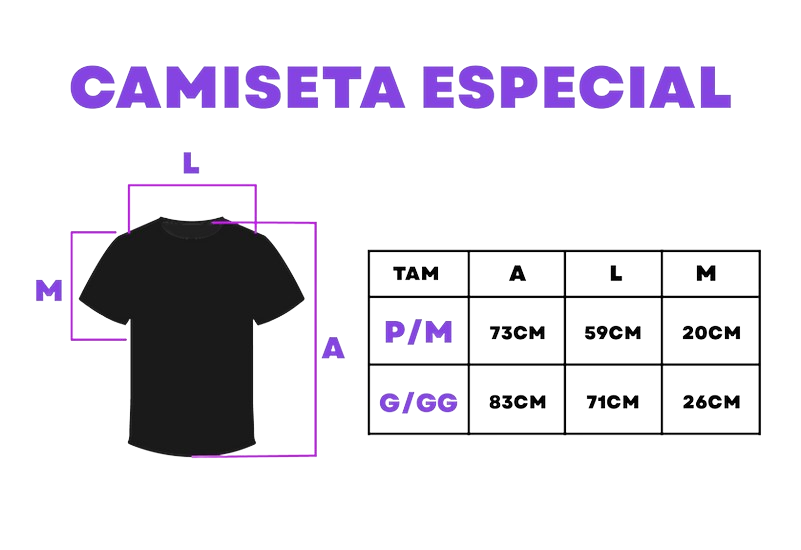 CAMISETA ESPECIAL
L
M
A
TAM A L M
P/M 73CM 59CM 20CM
G/GG 83CM 71CM 26CM